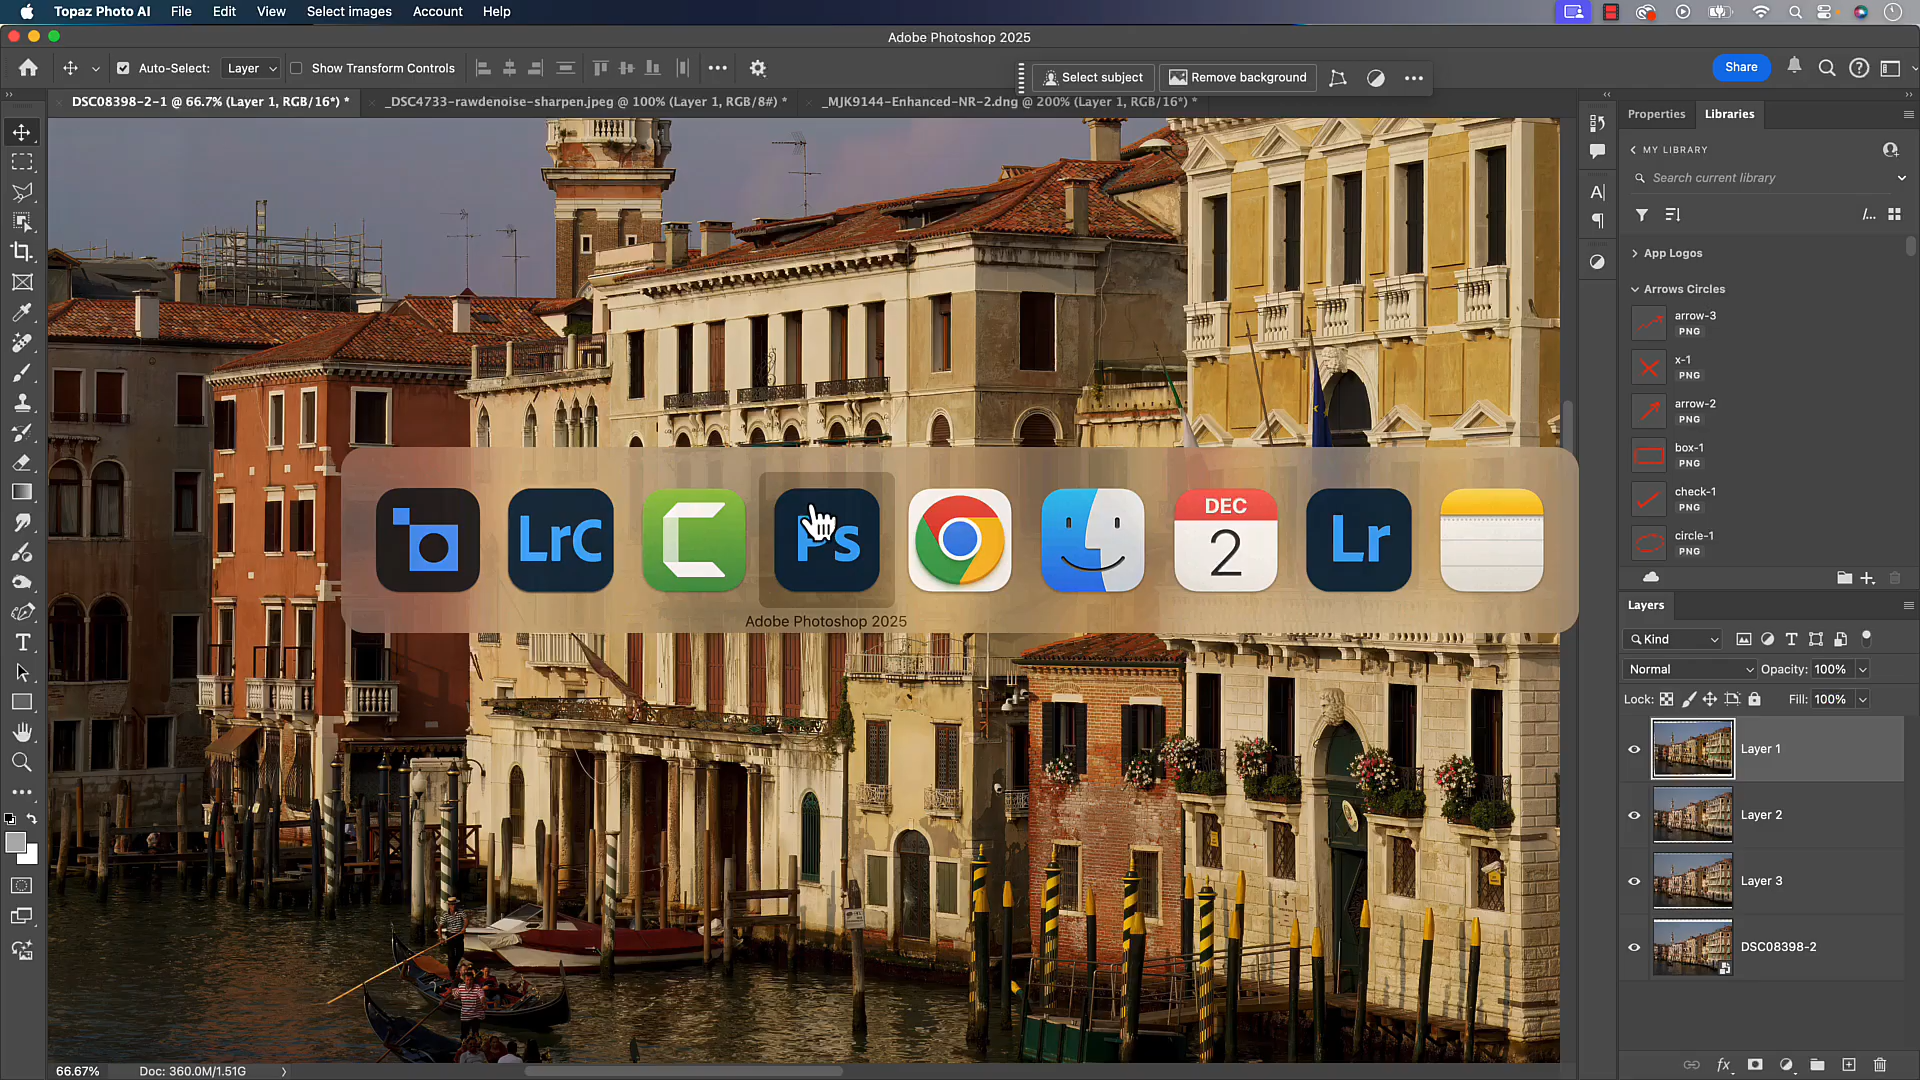 Topaz Photo AI File Edit View Select images Account Help
Adobe Photoshop 2025
Auto-Select: Layer Show Transform Controls
Select subject Remove background
Share
DSC08398-2-1 @ 66.7% (Layer 1, RGB/16*) * _DSC4733-rawdenoise-sharpen.jpeg @ 100% (Layer 1, RGB/8#) * _MJK9144-Enhanced-NR-2.dng @ 200% (Layer 1, RGB/16*) *
Properties Libraries
MY LIBRARY
Search current library
App Logos
Arrows Circles
arrow-3
PNG
x-1
PNG
arrow-2
PNG
box-1
PNG
check-1
PNG
circle-1
PNG
LrC Ps DEC Lr
2
Adobe Photoshop 2025
Layers
Kind
Normal Opacity: 100%
Lock: Fill: 100%
Layer 1
Layer 2
Layer 3
DSC08398-2
66.67% Doc: 360.0M/1.51G